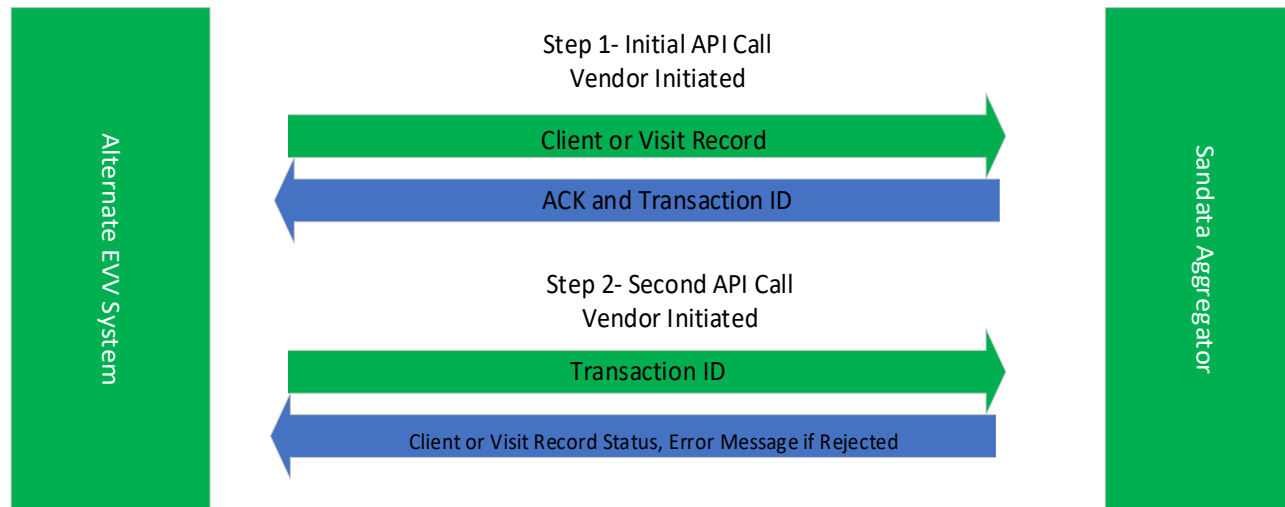 Alternate EVV System
Step 1- Initial API Call
Vendor Initiated
Client or Visit Record
ACK and Transaction ID
Step 2- Second API Call
Vendor Initiated
Transaction ID
Client or Visit Record Status, Error Message if Rejected
Sandata Aggregator